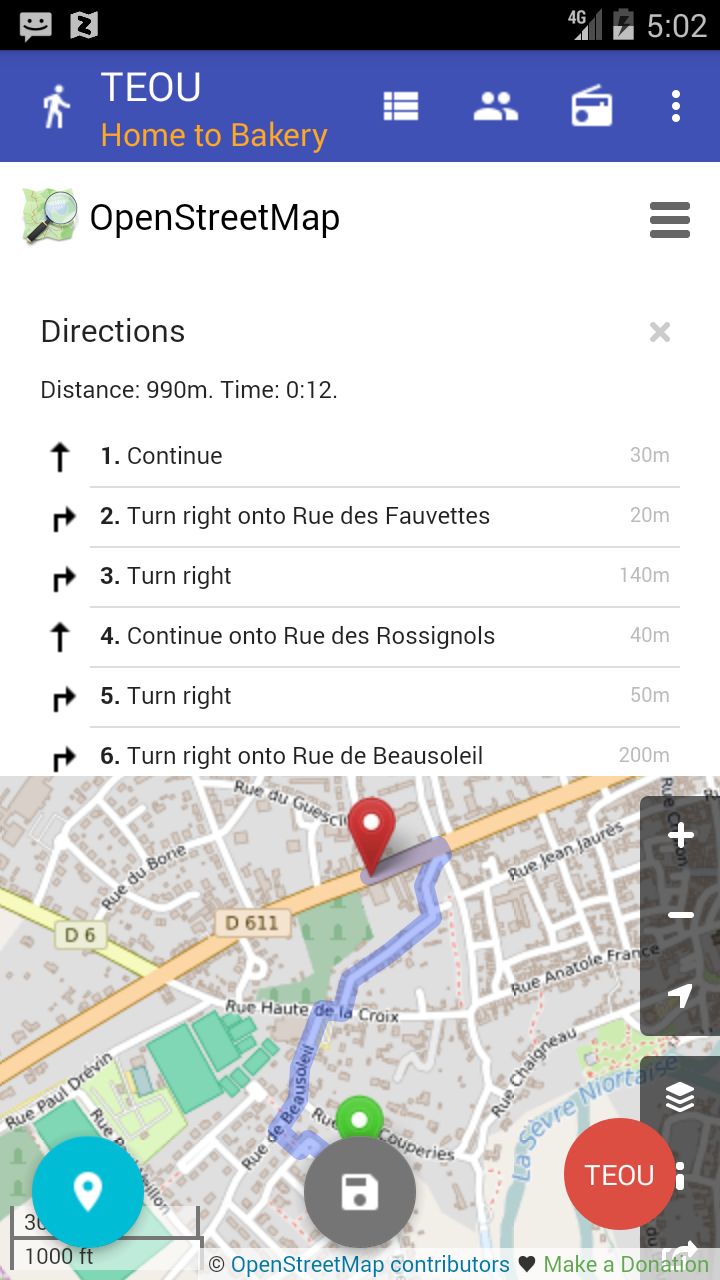 4G 5:02
TEOU
Home to Bakery
OpenStreetMap
Directions
Distance: 990m. Time: 0:12.
1. Continue 30m
2. Turn right onto Rue des Fauvettes 20m
3. Turn right 140m
4. Continue onto Rue des Rossignols 40m
5. Turn right 50m
6. Turn right onto Rue de Beausoleil 200m
Rue du Guescli
Rue du Borie
Rue Jean Jaurès
D 611
D 6
Rue Anatole France
Rue Haute de la Croix
Rue Chaigneau
Rue Paul Drévin
Rue de Beausoleil
Rue
Couperies
La Sèvre Niortaise
TEOU
30
1000 ft
© OpenStreetMap contributors ♥ Make a Donation